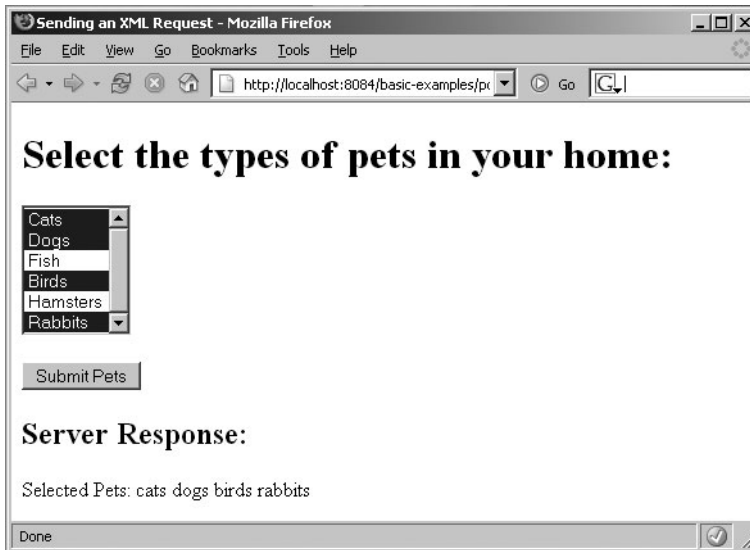 Sending an XML Request - Mozilla Firefox
File Edit View Go Bookmarks Tools Help
http://localhost:8084/basic-examples/po Go G
Select the types of pets in your home:
Cats
Dogs
Fish
Birds
Hamsters
Rabbits
Submit Pets
Server Response:
Selected Pets: cats dogs birds rabbits
Done